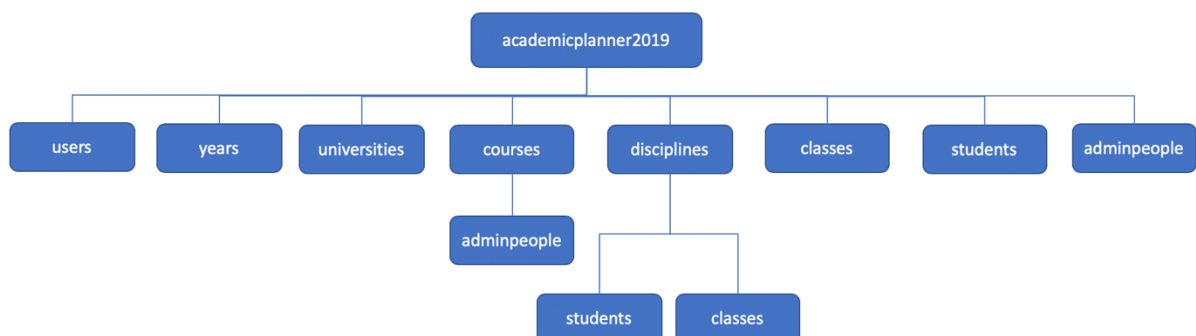 academicplanner2019
users
years
universities
courses
disciplines
classes
students
adminpeople
adminpeople
students
classes